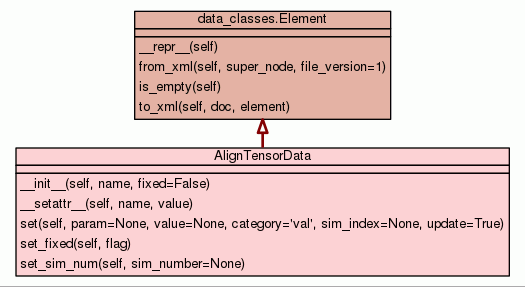 data_classes.Element
__repr__(self)
from_xml(self, super_node, file_version=1)
is_empty(self)
to_xml(self, doc, element)
AlignTensorData
__init__(self, name, fixed=False)
__setattr__(self, name, value)
set(self, param=None, value=None, category='val', sim_index=None, update=True)
set_fixed(self, flag)
set_sim_num(self, sim_number=None)